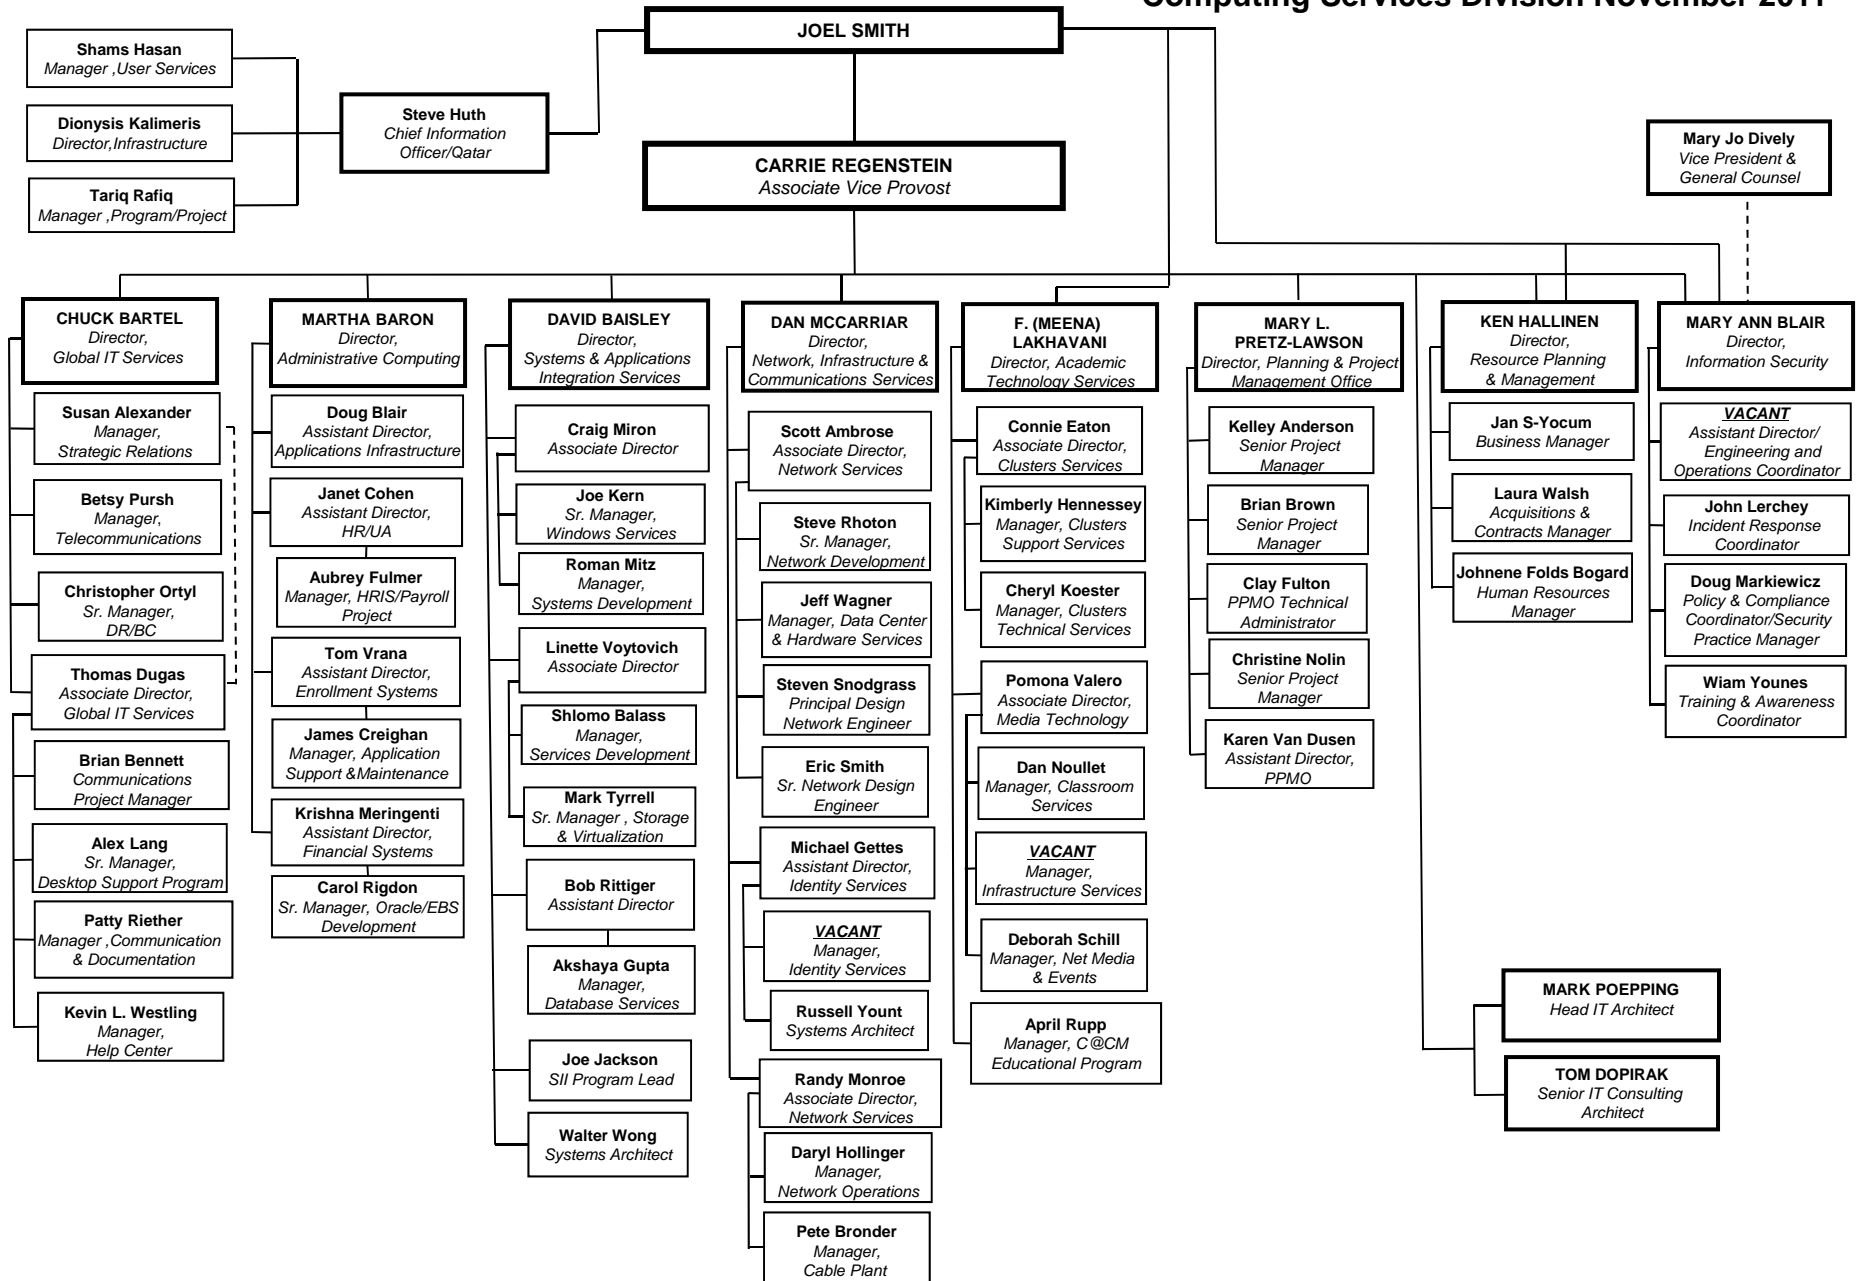 Computing Services Division November 2011
JOEL SMITH
Shams Hasan
Manager ,User Services
Dionysis Kalimeris
Director,Infrastructure
Tariq Rafiq
Manager ,Program/Project
Steve Huth
Chief Information
Officer/Qatar
CARRIE REGENSTEIN
Associate Vice Provost
Mary Jo Dively
Vice President &
General Counsel
CHUCK BARTEL
Director,
Global IT Services
Susan Alexander
Manager,
Strategic Relations
Betsy Pursh
Manager,
Telecommunications
Christopher Ortyl
Sr. Manager,
DR/BC
Thomas Dugas
Associate Director,
Global IT Services
Brian Bennett
Communications
Project Manager
Alex Lang
Sr. Manager,
Desktop Support Program
Patty Riether
Manager ,Communication
& Documentation
Kevin L. Westling
Manager,
Help Center
MARTHA BARON
Director,
Administrative Computing
Doug Blair
Assistant Director,
Applications Infrastructure
Janet Cohen
Assistant Director,
HR/UA
Aubrey Fulmer
Manager, HRIS/Payroll
Project
Tom Vrana
Assistant Director,
Enrollment Systems
James Creighan
Manager, Application
Support &Maintenance
Krishna Meringenti
Assistant Director,
Financial Systems
Carol Rigdon
Sr. Manager, Oracle/EBS
Development
DAVID BAISLEY
Director,
Systems & Applications
Integration Services
Craig Miron
Associate Director
Joe Kern
Sr. Manager,
Windows Services
Roman Mitz
Manager,
Systems Development
Linette Voytovich
Associate Director
Shlomo Balass
Manager,
Services Development
Mark Tyrrell
Sr. Manager , Storage
& Virtualization
Bob Rittiger
Assistant Director
Akshaya Gupta
Manager,
Database Services
Joe Jackson
SII Program Lead
Walter Wong
Systems Architect
DAN MCCARRIAR
Director,
Network, Infrastructure &
Communications Services
Scott Ambrose
Associate Director,
Network Services
Steve Rhoton
Sr. Manager,
Network Development
Jeff Wagner
Manager, Data Center
& Hardware Services
Steven Snodgrass
Principal Design
Network Engineer
Eric Smith
Sr. Network Design
Engineer
Michael Gettes
Assistant Director,
Identity Services
VACANT
Manager,
Identity Services
Russell Yount
Systems Architect
Randy Monroe
Associate Director,
Network Services
Daryl Hollinger
Manager,
Network Operations
Pete Bronder
Manager,
Cable Plant
F. (MEENA)
LAKHAVANI
Director, Academic
Technology Services
Connie Eaton
Associate Director,
Clusters Services
Kimberly Hennessey
Manager, Clusters
Support Services
Cheryl Koester
Manager, Clusters
Technical Services
Pomona Valero
Associate Director,
Media Technology
Dan Noullet
Manager, Classroom
Services
VACANT
Manager,
Infrastructure Services
Deborah Schill
Manager, Net Media
& Events
April Rupp
Manager, C@CM
Educational Program
MARY L.
PRETZ-LAWSON
Director, Planning & Project
Management Office
Kelley Anderson
Senior Project
Manager
Brian Brown
Senior Project
Manager
Clay Fulton
PPMO Technical
Administrator
Christine Nolin
Senior Project
Manager
Karen Van Dusen
Assistant Director,
PPMO
KEN HALLINEN
Director,
Resource Planning
& Management
Jan S-Yocum
Business Manager
Laura Walsh
Acquisitions &
Contracts Manager
Johnene Folds Bogard
Human Resources
Manager
MARY ANN BLAIR
Director,
Information Security
VACANT
Assistant Director/
Engineering and
Operations Coordinator
John Lerchey
Incident Response
Coordinator
Doug Markiewicz
Policy & Compliance
Coordinator/Security
Practice Manager
Wiam Younes
Training & Awareness
Coordinator
MARK POEPPING
Head IT Architect
TOM DOPIRAK
Senior IT Consulting
Architect